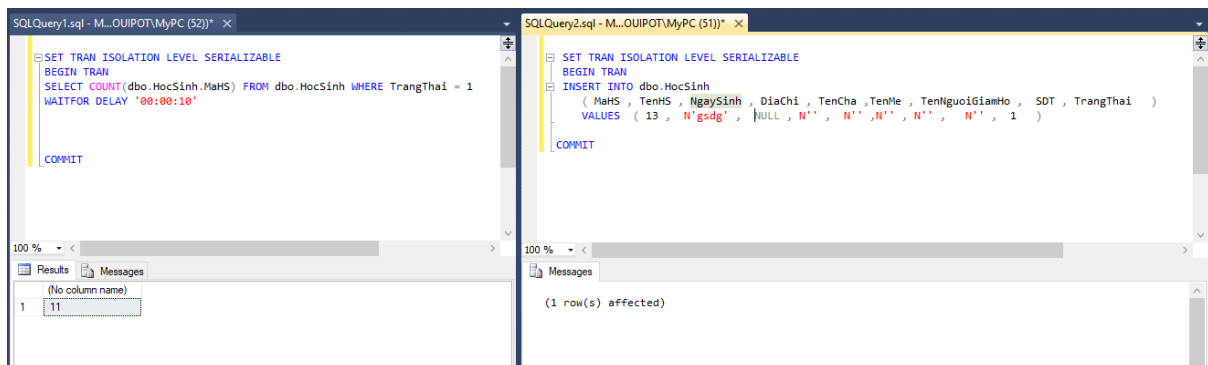 SQLQuery1.sql - M...OUIPOT\MyPC (52))*
SET TRAN ISOLATION LEVEL SERIALIZABLE
BEGIN TRAN
SELECT COUNT(dbo.HocSinh.MaHS) FROM dbo.HocSinh WHERE TrangThai = 1
WAITFOR DELAY '00:00:10'
COMMIT
100 %
Results Messages
(No column name)
1 11
SQLQuery2.sql - M...OUIPOT\MyPC (51))*
SET TRAN ISOLATION LEVEL SERIALIZABLE
BEGIN TRAN
INSERT INTO dbo.HocSinh
( MaHS , TenHS , NgaySinh , DiaChi , TenCha ,TenMe , TenNguoiGiamHo , SDT , TrangThai )
VALUES ( 13 , N'gsdg' , NULL , N'' , N'' ,N'' , N'' , N'' , 1 )
COMMIT
100 %
Messages
(1 row(s) affected)